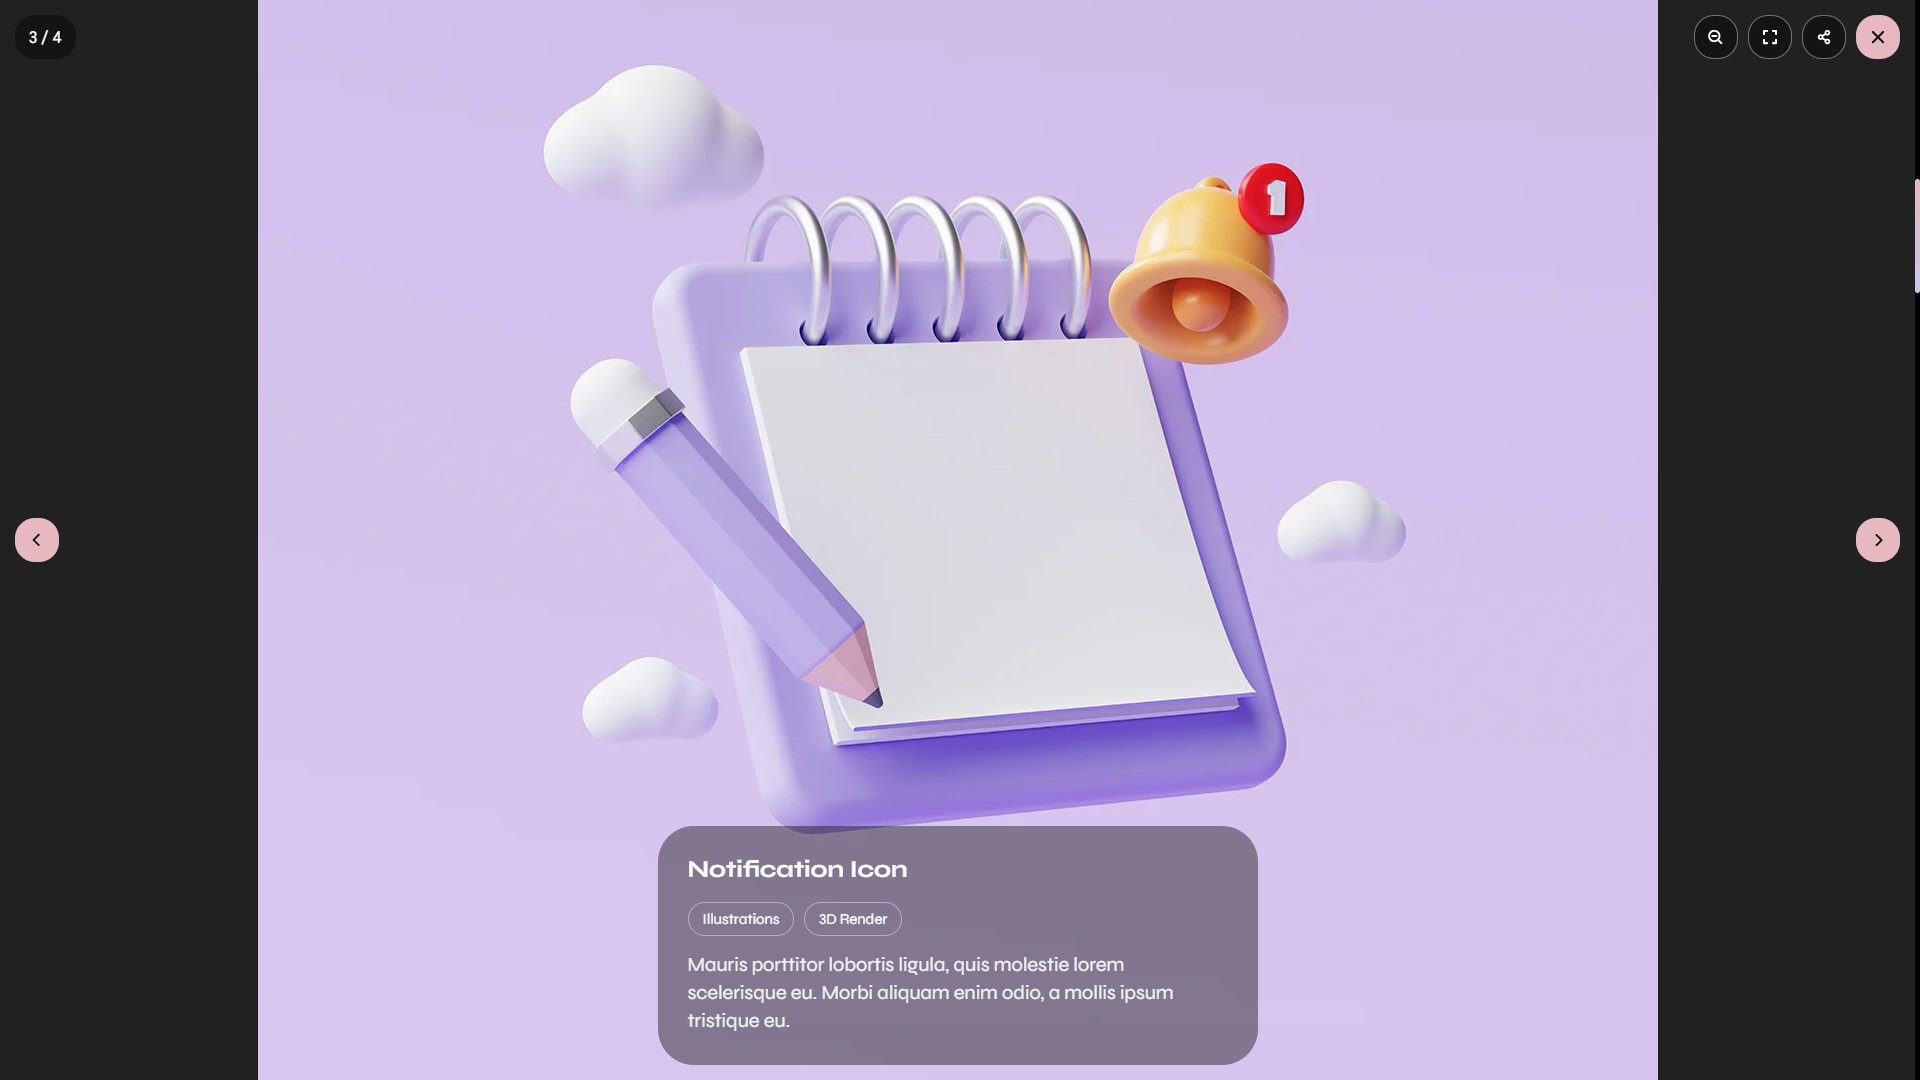 3 / 4
1
Notification Icon
Illustrations
3D Render
Mauris porttitor lobortis ligula, quis molestie lorem
scelerisque eu. Morbi aliquam enim odio, a mollis ipsum
tristique eu.